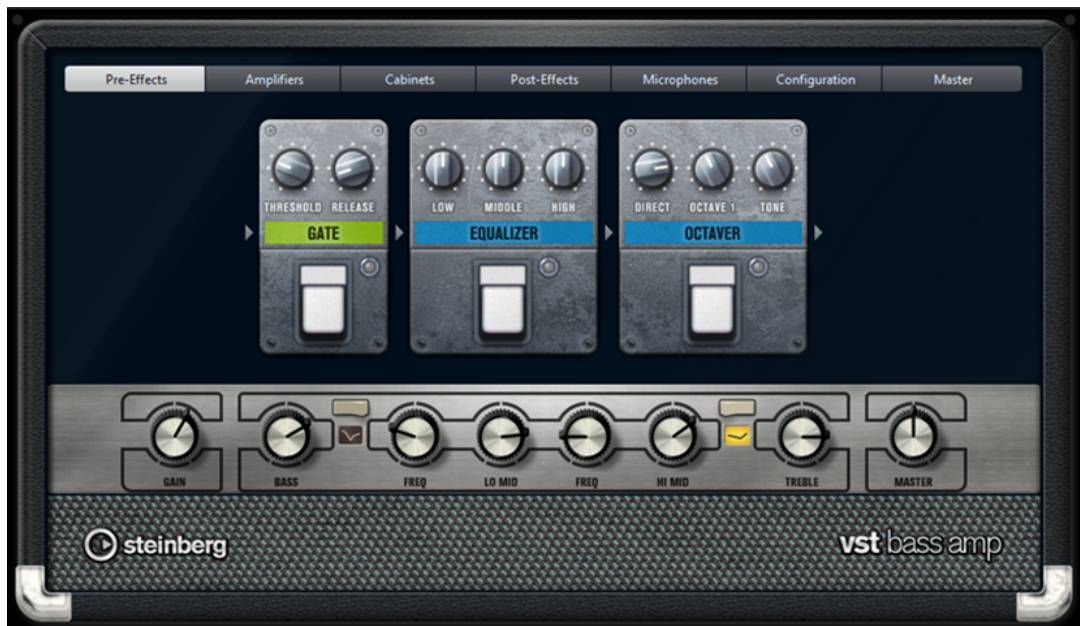 Pre-Effects Amplifiers Cabinets Post-Effects Microphones Configuration Master
THRESHOLD RELEASE LOW MIDDLE HIGH DIRECT OCTAVE 1 TONE
GATE EQUALIZER OCTAVER
GAIN BASS FREQ LO MID FREQ HI MID TREBLE MASTER
steinberg vst bass amp